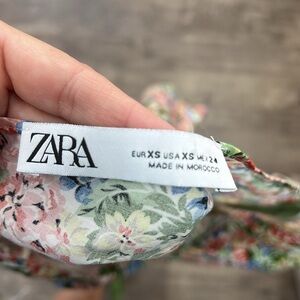 ZARA
EUR XS USA XS MEX 24
MADE IN MOROCCO